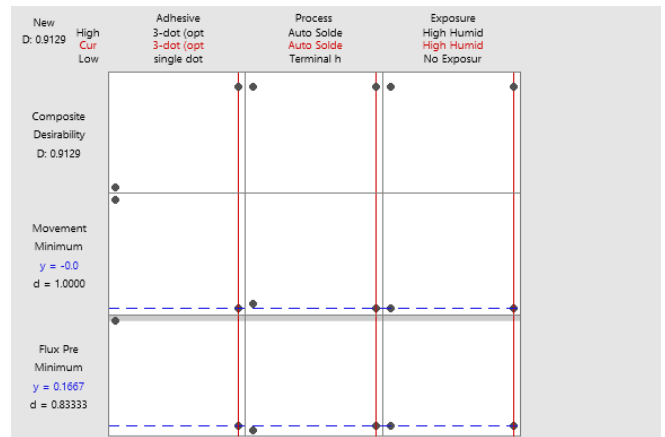 New
D: 0.9129
High
Cur
Low
Adhesive
3-dot (opt
3-dot (opt
single dot
Process
Auto Solde
Auto Solde
Terminal h
Exposure
High Humid
High Humid
No Exposur
Composite
Desirability
D: 0.9129
Movement
Minimum
y = -0.0
d = 1.0000
Flux Pre
Minimum
y = 0.1667
d = 0.83333